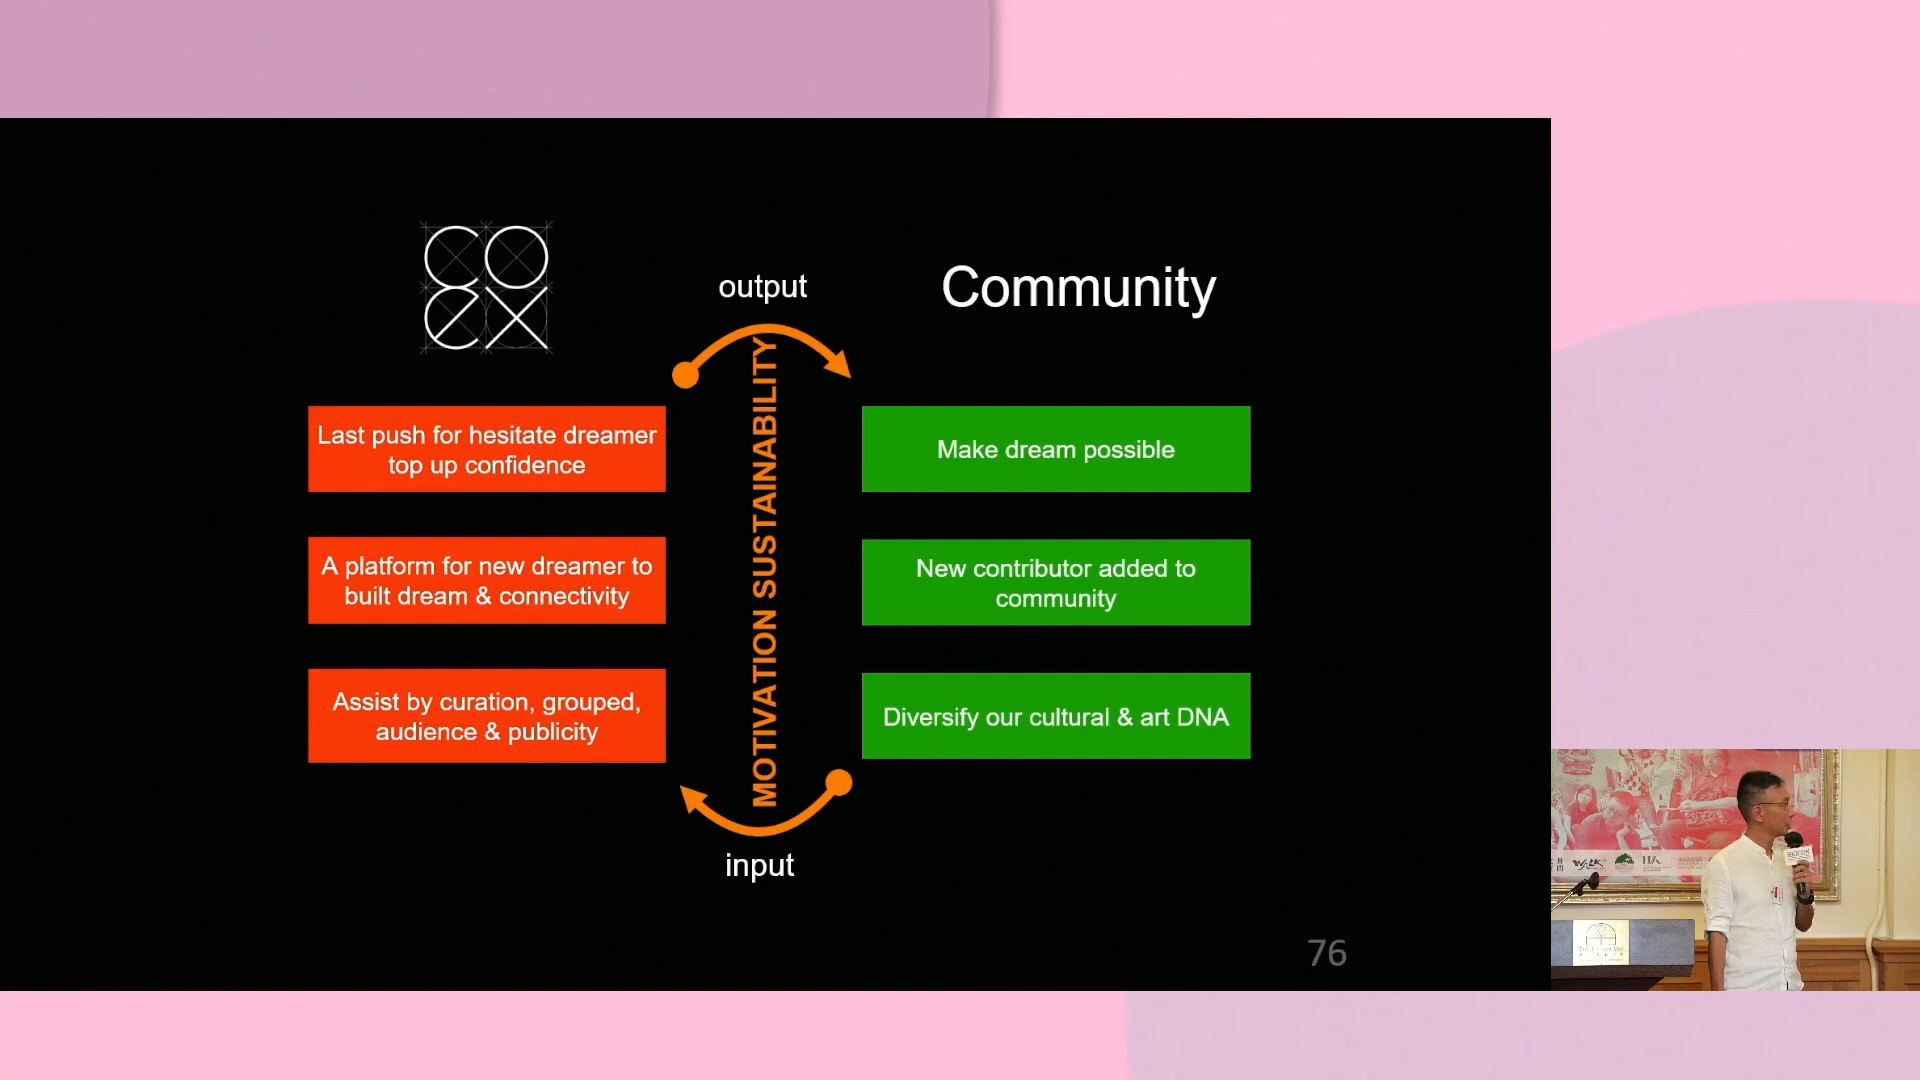 output
Community
MOTIVATION SUSTAINABILITY
Last push for hesitate dreamer
top up confidence
Make dream possible
A platform for new dreamer to
built dream & connectivity
New contributor added to
community
Assist by curation, grouped,
audience & publicity
Diversify our cultural & art DNA
input
76
WALK